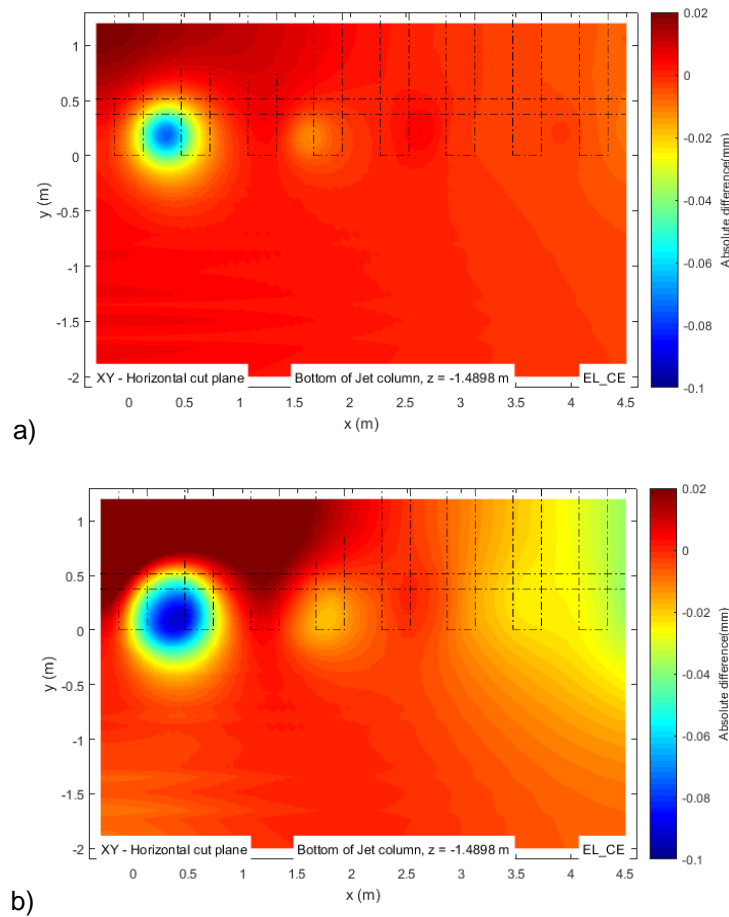 1
0.5
0
-0.5
-1
-1.5
-2
y (m)
XY - Horizontal cut plane
Bottom of Jet column, z = -1.4898 m
EL_CE
0 0.5 1 1.5 2 2.5 3 3.5 4 4.5
x (m)
0.02
0
-0.02
-0.04
-0.06
-0.08
-0.1
Absolute difference(mm)
a)
1
0.5
0
-0.5
-1
-1.5
-2
y (m)
XY - Horizontal cut plane
Bottom of Jet column, z = -1.4898 m
EL_CE
0 0.5 1 1.5 2 2.5 3 3.5 4 4.5
x (m)
0.02
0
-0.02
-0.04
-0.06
-0.08
-0.1
Absolute difference(mm)
b)